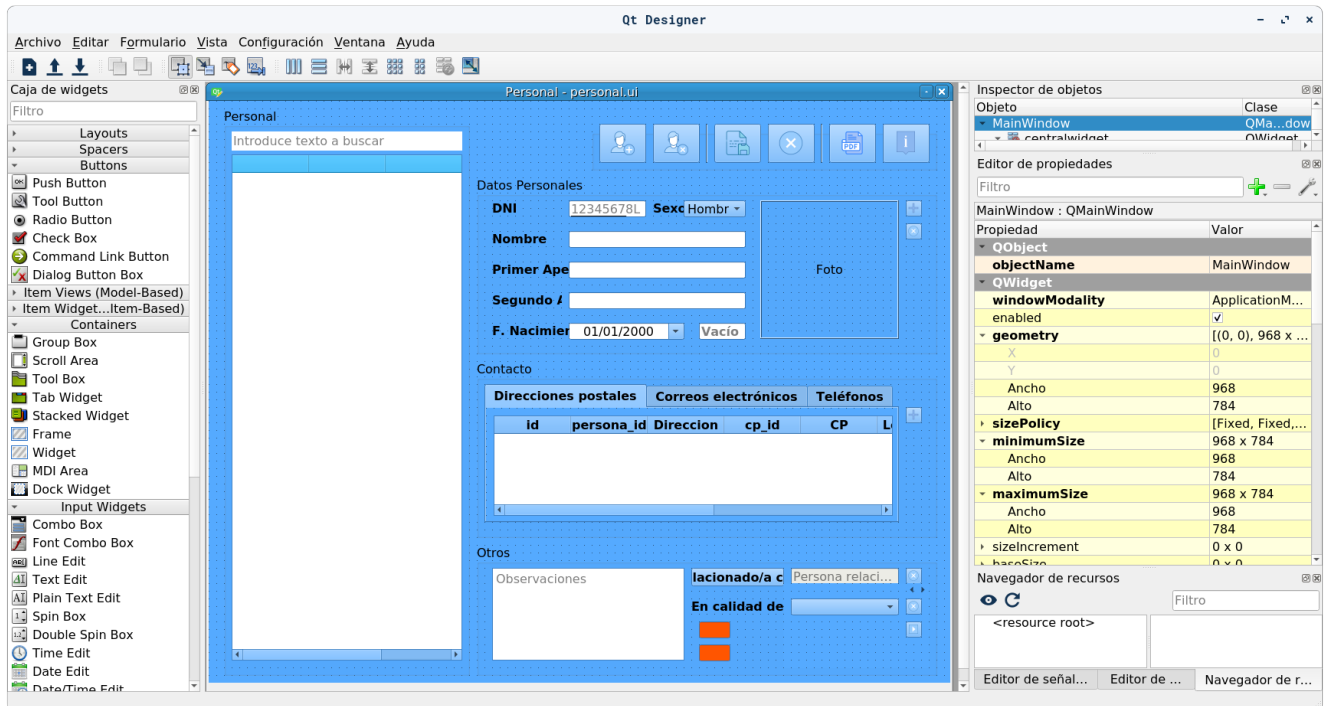 Qt Designer
Archivo Editar Formulario Vista Configuración Ventana Ayuda
Caja de widgets
Filtro
Layouts
Spacers
Buttons
Push Button
Tool Button
Radio Button
Check Box
Command Link Button
Dialog Button Box
Item Views (Model-Based)
Item Widget...Item-Based)
Containers
Group Box
Scroll Area
Tool Box
Tab Widget
Stacked Widget
Frame
Widget
MDI Area
Dock Widget
Input Widgets
Combo Box
Font Combo Box
Line Edit
Text Edit
Plain Text Edit
Spin Box
Double Spin Box
Time Edit
Date Edit
Date/Time Edit
Personal - personal.ui
Personal
Introduce texto a buscar
PDF
Datos Personales
DNI 12345678L Sexo Hombr
Nombre
Primer Ape
Segundo A
F. Nacimier 01/01/2000 Vacío
Foto
Contacto
Direcciones postales Correos electrónicos Teléfonos
id persona_id Direccion cp_id CP Lo
Otros
Observaciones
lacionado/a c Persona relaci...
En calidad de
Inspector de objetos
Objeto Clase
MainWindow QMa...dow
centralwidget QWidget
Editor de propiedades
Filtro
MainWindow : QMainWindow
Propiedad Valor
QObject
objectName MainWindow
QWidget
windowModality ApplicationM...
enabled
geometry [(0, 0), 968 x ...
X 0
Y 0
Ancho 968
Alto 784
sizePolicy [Fixed, Fixed,...
minimumSize 968 x 784
Ancho 968
Alto 784
maximumSize 968 x 784
Ancho 968
Alto 784
sizeIncrement 0 x 0
baseSize 0 x 0
Navegador de recursos
Filtro
<resource root>
Editor de señal... Editor de ... Navegador de r...